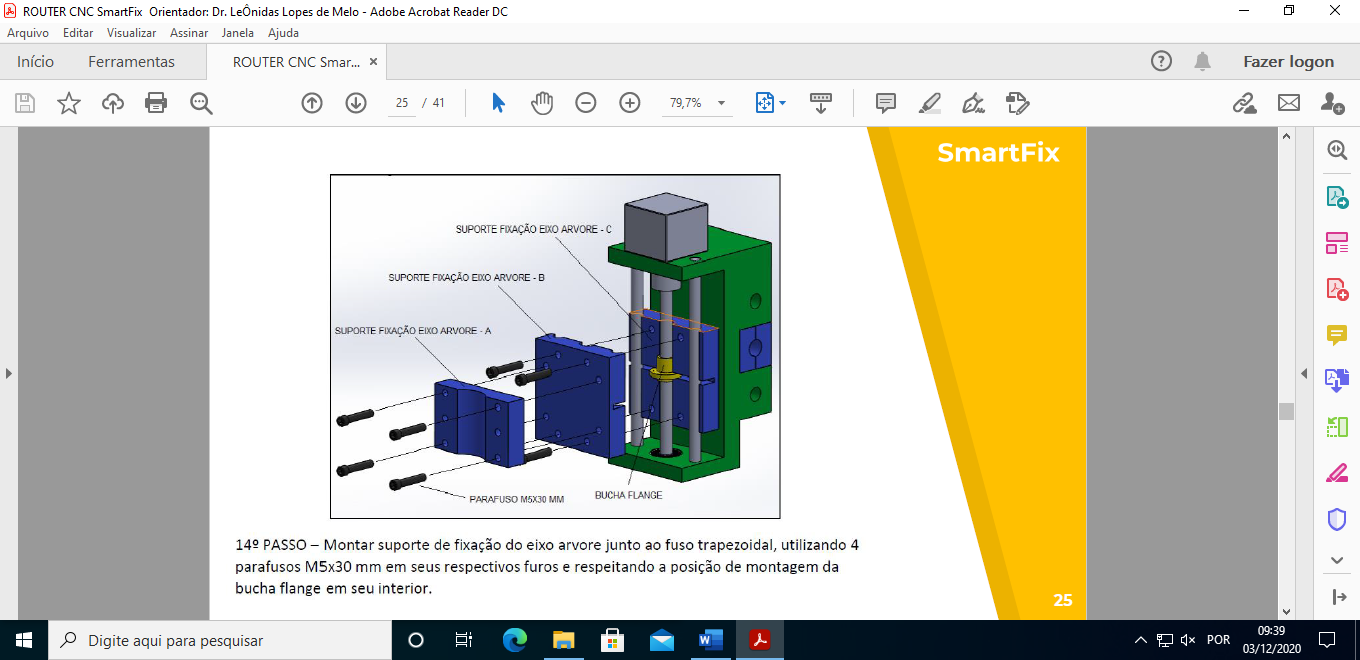 ROUTER CNC SmartFix  Orientador: Dr. LeÔnidas Lopes de Melo - Adobe Acrobat Reader DC
Arquivo Editar Visualizar Assinar Janela Ajuda
Início Ferramentas ROUTER CNC Smar... × Fazer logon
25 / 41 79,7%
SmartFix
SUPORTE FIXAÇÃO EIXO ARVORE - C
SUPORTE FIXAÇÃO EIXO ARVORE - B
SUPORTE FIXAÇÃO EIXO ARVORE - A
PARAFUSO M5X30 MM
BUCHA FLANGE
14º PASSO – Montar suporte de fixação do eixo arvore junto ao fuso trapezoidal, utilizando 4
parafusos M5x30 mm em seus respectivos furos e respeitando a posição de montagem da
bucha flange em seu interior.
25
Digite aqui para pesquisar
POR
09:39
03/12/2020